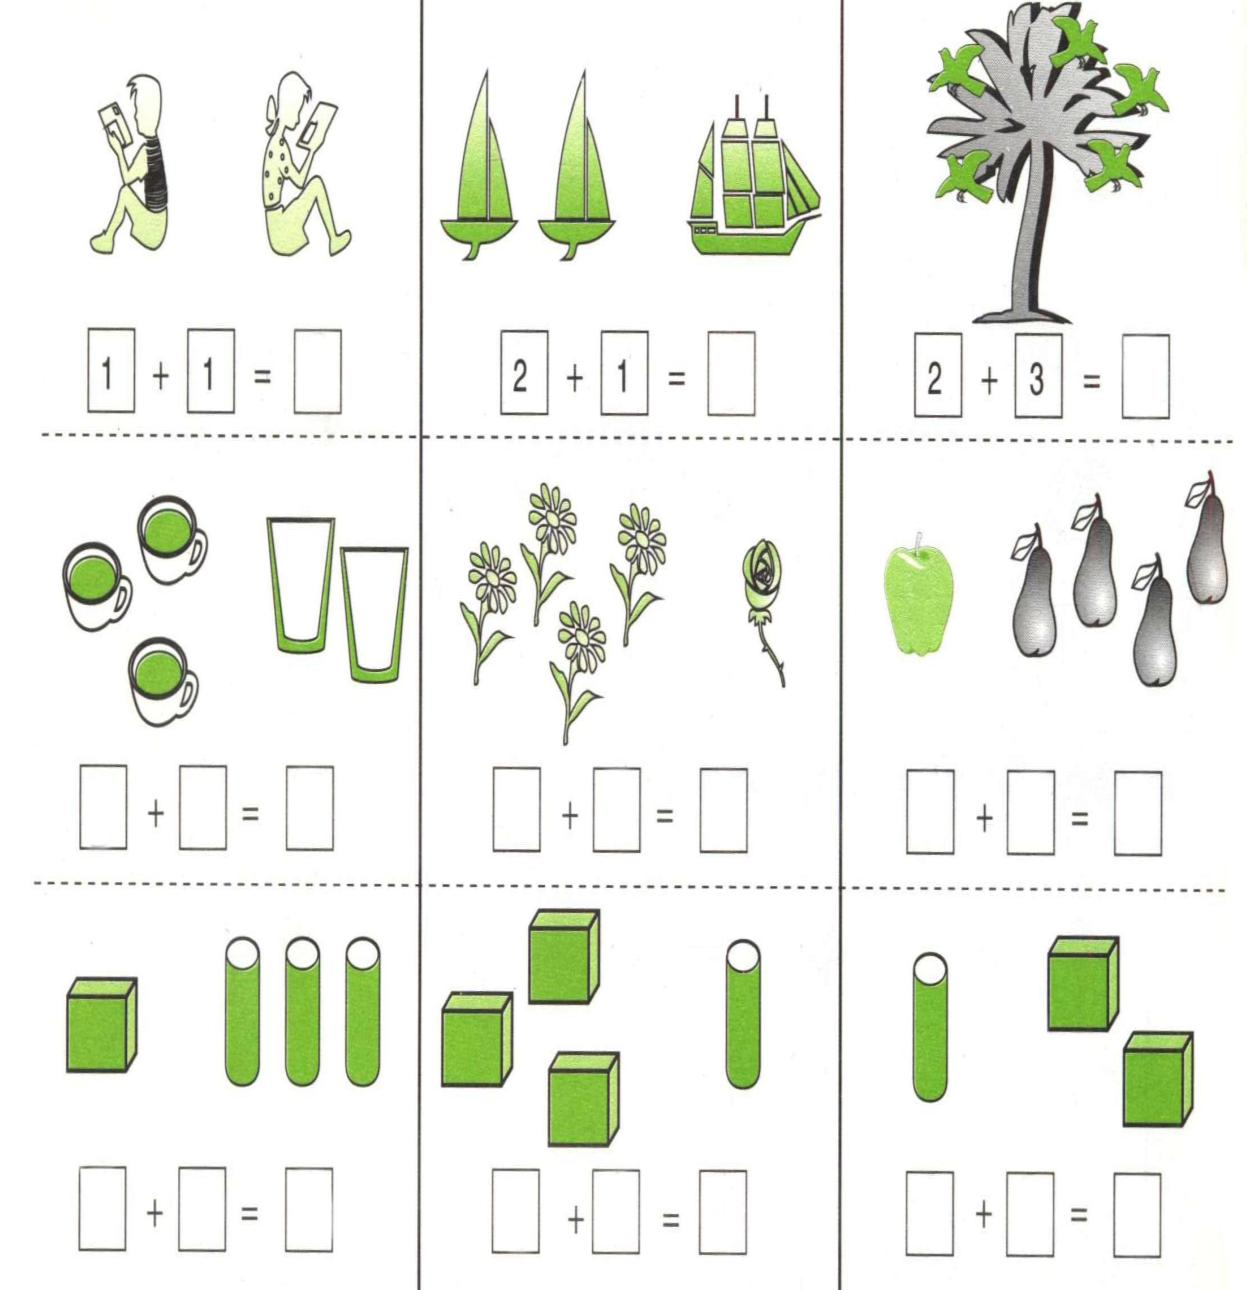 1 + 1 =
2 + 1 =
2 + 3 =
+ =
+ =
+ =
+ =
+ =
+ =